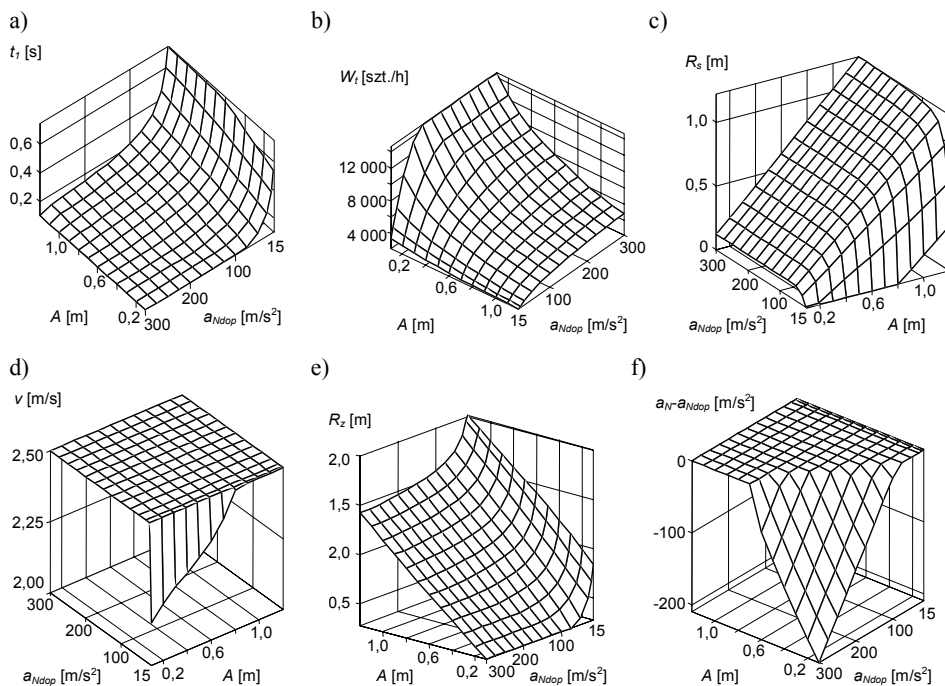 a)
t₁ [s]
0,6
0,4
0,2
1,0
0,6
A [m]
0,2
300
200
100
15
aNdop [m/s²]
b)
Wt [szt./h]
12 000
8 000
4 000
0,2
0,6
A [m]
1,0
15
100
200
300
aNdop [m/s²]
c)
Rs [m]
1,0
0,5
0
300
200
100
15
aNdop [m/s²]
0,2
0,6
1,0
A [m]
d)
v [m/s]
2,50
2,25
2,00
300
200
100
15
aNdop [m/s²]
0,2
0,6
1,0
A [m]
e)
Rz [m]
2,0
1,5
2,0
0,5
1,0
0,6
0,2
A [m]
300
200
100
15
aNdop [m/s²]
f)
aN-aNdop [m/s²]
0
-100
-200
1,0
0,6
0,2
A [m]
300
200
100
15
aNdop [m/s²]